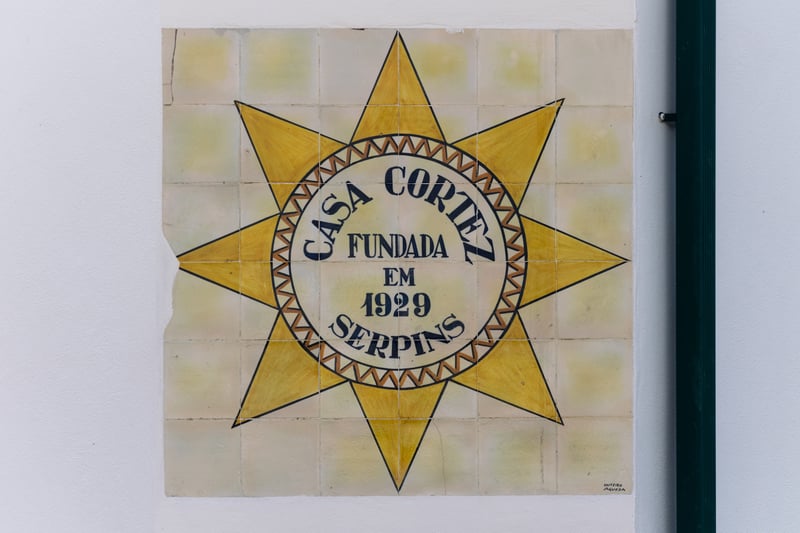 CASA CORTEZ
FUNDADA
EM
1929
SERPINS